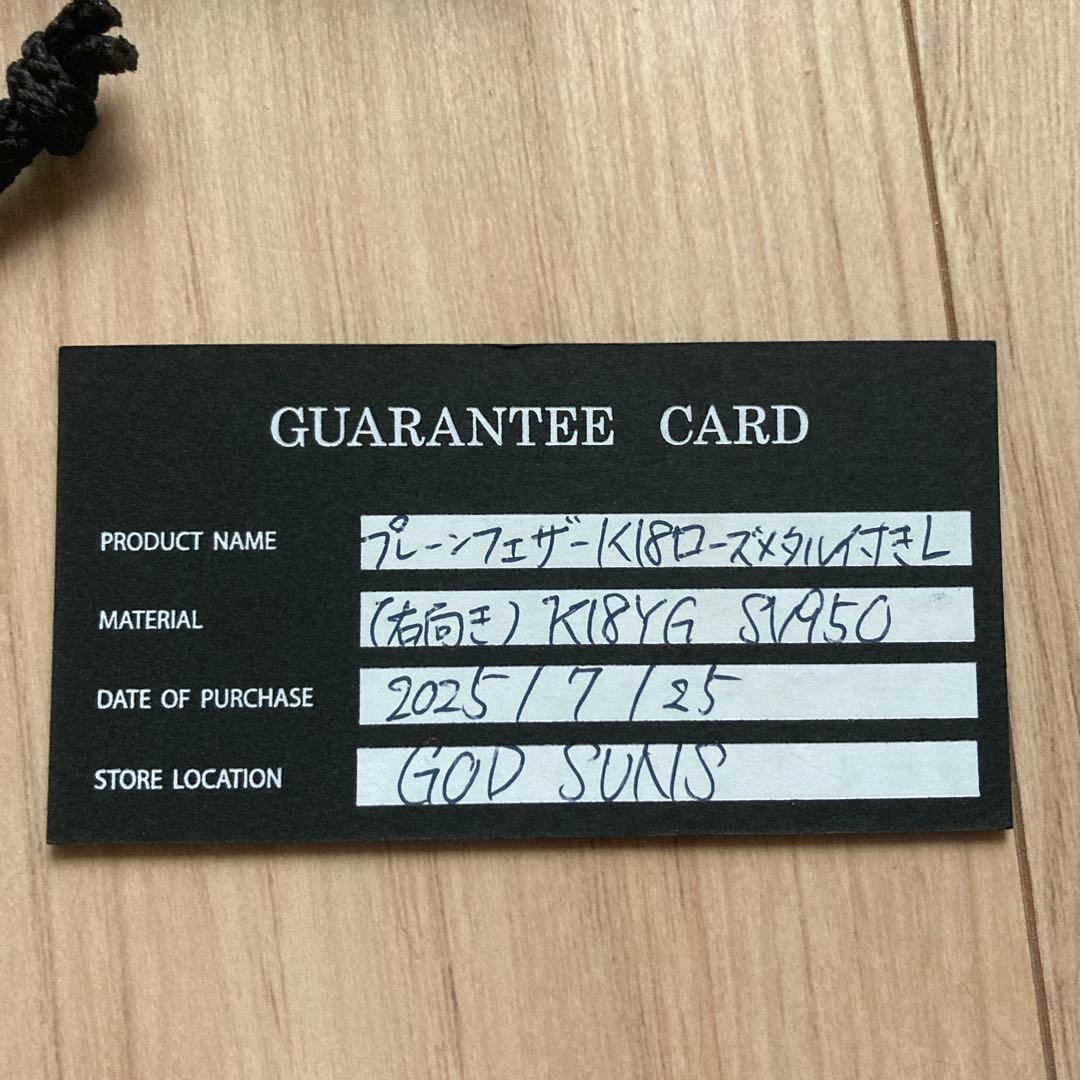 GUARANTEE CARD
PRODUCT NAME プレーンフェザーK18ローズメタル付きL
MATERIAL (右向き) K18YG SV950
DATE OF PURCHASE 2025/7/25
STORE LOCATION GOD SUNS